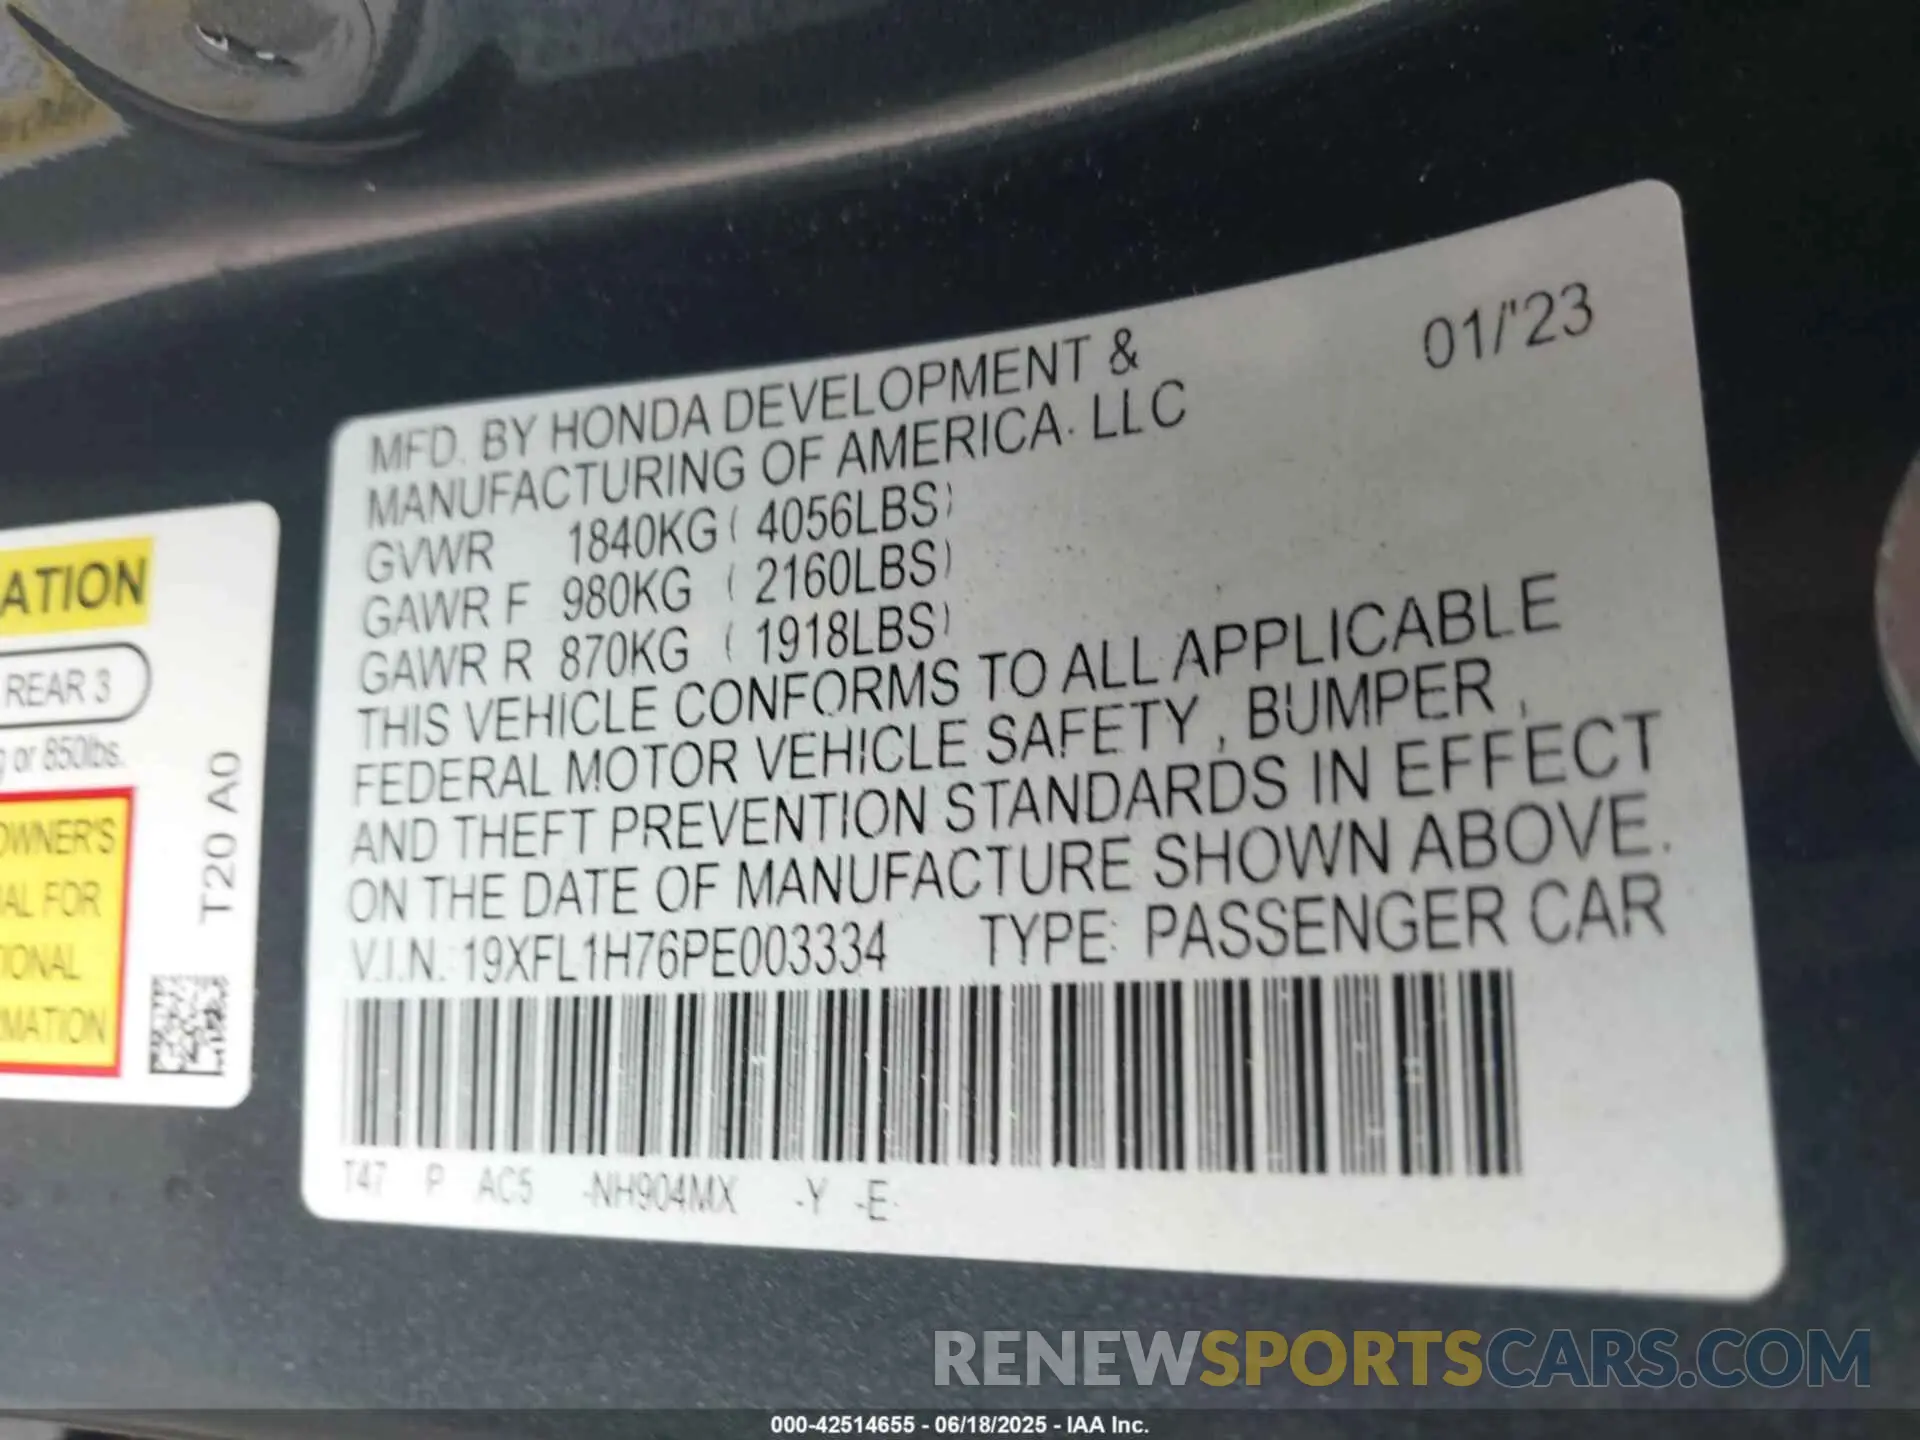 MFD. BY HONDA DEVELOPMENT &
MANUFACTURING OF AMERICA. LLC
01/'23
GVWR 1840KG ( 4056LBS)
GAWR F 980KG ( 2160LBS)
GAWR R 870KG ( 1918LBS)
THIS VEHICLE CONFORMS TO ALL APPLICABLE
FEDERAL MOTOR VEHICLE SAFETY , BUMPER ,
AND THEFT PREVENTION STANDARDS IN EFFECT
ON THE DATE OF MANUFACTURE SHOWN ABOVE.
V.I.N. 19XFL1H76PE003334 TYPE: PASSENGER CAR
T47 P AC5 -NH904MX -Y -E-
ATION
REAR 3
or 850lbs.
OWNER'S
AL FOR
IONAL
MATION
T20 A0
RENEWSPORTSCARS.COM
000-42514655 - 06/18/2025 - IAA Inc.